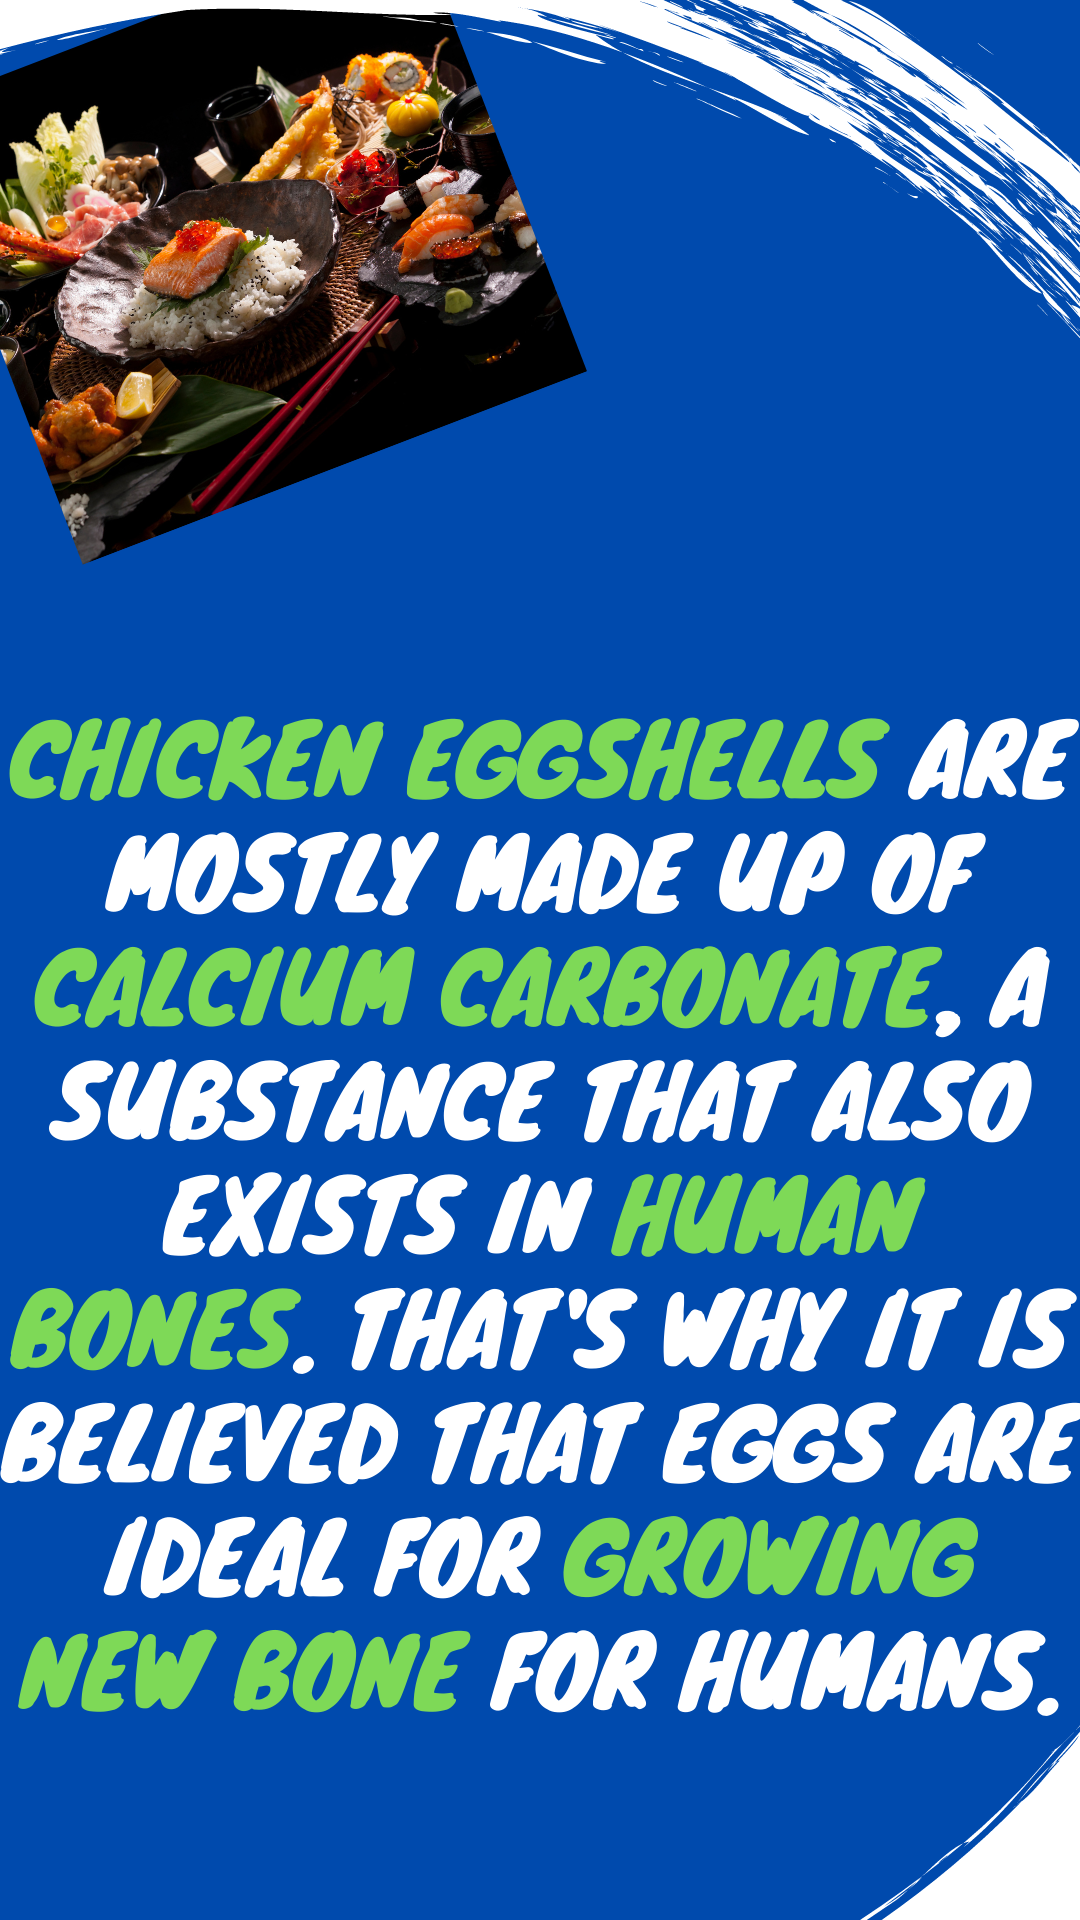 CHICKEN EGGSHELLS ARE
MOSTLY MADE UP OF
CALCIUM CARBONATE, A
SUBSTANCE THAT ALSO
EXISTS IN HUMAN
BONES. THAT'S WHY IT IS
BELIEVED THAT EGGS ARE
IDEAL FOR GROWING
NEW BONE FOR HUMANS.